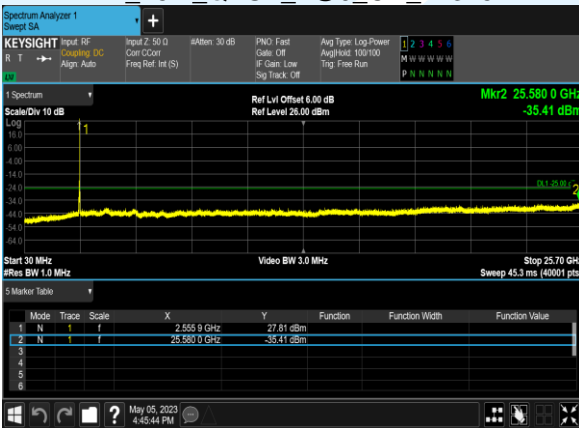 Spectrum Analyzer 1
Swept SA
+
KEYSIGHT Input: RF Input Z: 50 Ω #Atten: 30 dB PNO: Fast Avg Type: Log-Power 1 2 3 4 5 6
R T Coupling: DC Corr CCorr Gate: Off Avg|Hold: 100/100 M W W W W W
Align: Auto Freq Ref: Int (S) IF Gain: Low Trig: Free Run
LW Sig Track: Off P N N N N N
1 Spectrum Ref Lvl Offset 6.00 dB Mkr2 25.580 0 GHz
Scale/Div 10 dB Ref Level 26.00 dBm -35.41 dBm
Log
1
16.0
6.00
-4.00
-14.0
-24.0 DL1 -25.00
2
-34.0
-44.0
-54.0
-64.0
Start 30 MHz Video BW 3.0 MHz Stop 25.70 GHz
#Res BW 1.0 MHz Sweep 45.3 ms (40001 pts
5 Marker Table
Mode Trace Scale X Y Function Function Width Function Value
1 N 1 f 2.555 9 GHz 27.81 dBm
2 N 1 f 25.580 0 GHz -35.41 dBm
3
4
5
6
? May 05, 2023
4:45:44 PM